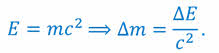 E = mc² ⟹ Δm = ΔE/c².